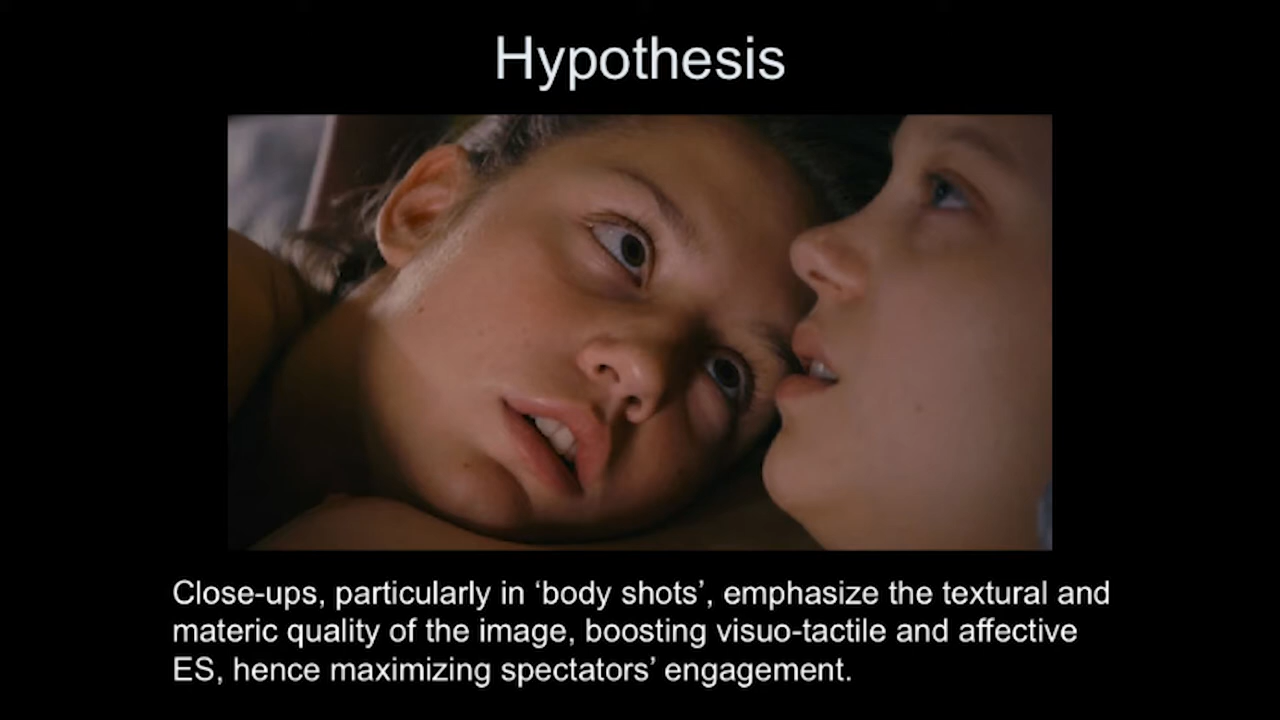 Hypothesis
Close-ups, particularly in ‘body shots’, emphasize the textural and
materic quality of the image, boosting visuo-tactile and affective
ES, hence maximizing spectators’ engagement.